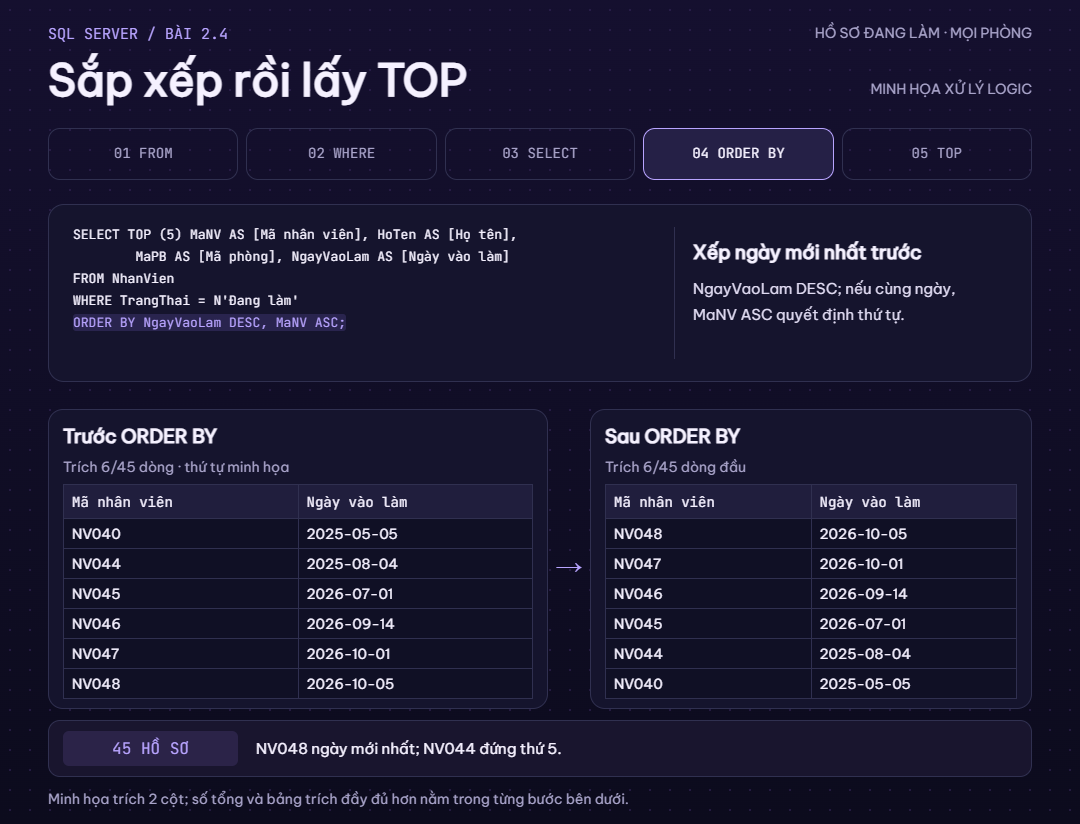 SQL SERVER / BÀI 2.4
HỒ SƠ ĐANG LÀM · MỌI PHÒNG
Sắp xếp rồi lấy TOP
MINH HỌA XỬ LÝ LOGIC
01 FROM
02 WHERE
03 SELECT
04 ORDER BY
05 TOP
SELECT TOP (5) MaNV AS [Mã nhân viên], HoTen AS [Họ tên],
MaPB AS [Mã phòng], NgayVaoLam AS [Ngày vào làm]
FROM NhanVien
WHERE TrangThai = N'Đang làm'
ORDER BY NgayVaoLam DESC, MaNV ASC;
Xếp ngày mới nhất trước
NgayVaoLam DESC; nếu cùng ngày,
MaNV ASC quyết định thứ tự.
Trước ORDER BY
Trích 6/45 dòng · thứ tự minh họa
Mã nhân viên Ngày vào làm
NV040 2025-05-05
NV044 2025-08-04
NV045 2026-07-01
NV046 2026-09-14
NV047 2026-10-01
NV048 2026-10-05
→
Sau ORDER BY
Trích 6/45 dòng đầu
Mã nhân viên Ngày vào làm
NV048 2026-10-05
NV047 2026-10-01
NV046 2026-09-14
NV045 2026-07-01
NV044 2025-08-04
NV040 2025-05-05
45 HỒ SƠ
NV048 ngày mới nhất; NV044 đứng thứ 5.
Minh họa trích 2 cột; số tổng và bảng trích đầy đủ hơn nằm trong từng bước bên dưới.